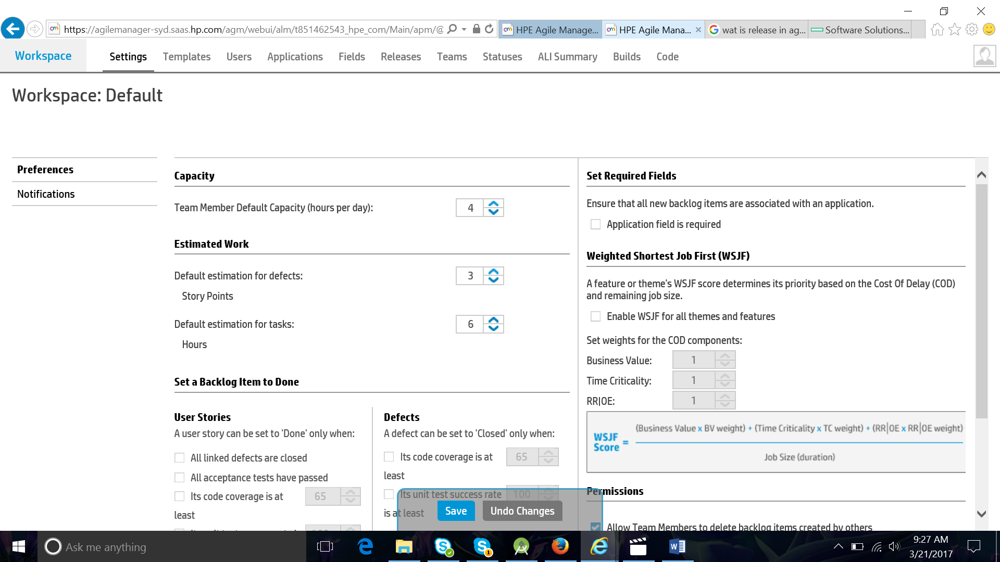 https://agilemanager-syd.saas.hp.com/agm/webui/alm/t851462543_hpe_com/Main/apm/@
HPE Agile Manage...
HPE Agile Mana...
wat is release in ag...
Software Solutions...
Workspace
Settings
Templates
Users
Applications
Fields
Releases
Teams
Statuses
ALI Summary
Builds
Code
Workspace: Default
Preferences
Notifications
Capacity
Team Member Default Capacity (hours per day):
4
Estimated Work
Default estimation for defects:
3
Story Points
Default estimation for tasks:
6
Hours
Set a Backlog Item to Done
User Stories
A user story can be set to 'Done' only when:
All linked defects are closed
All acceptance tests have passed
Its code coverage is at
65
least
Defects
A defect can be set to 'Closed' only when:
Its code coverage is at
65
least
Its unit test success rate
100
is at least
Save
Undo Changes
Set Required Fields
Ensure that all new backlog items are associated with an application.
Application field is required
Weighted Shortest Job First (WSJF)
A feature or theme's WSJF score determines its priority based on the Cost Of Delay (COD)
and remaining job size.
Enable WSJF for all themes and features
Set weights for the COD components:
Business Value:
1
Time Criticality:
1
RR|OE:
1
WSJF
Score
=
(Business Value x BV weight) + (Time Criticality x TC weight) + (RR|OE x RR|OE weight)
Job Size (duration)
Permissions
Allow Team Members to delete backlog items created by others
Ask me anything
1
9:27 AM
3/21/2017